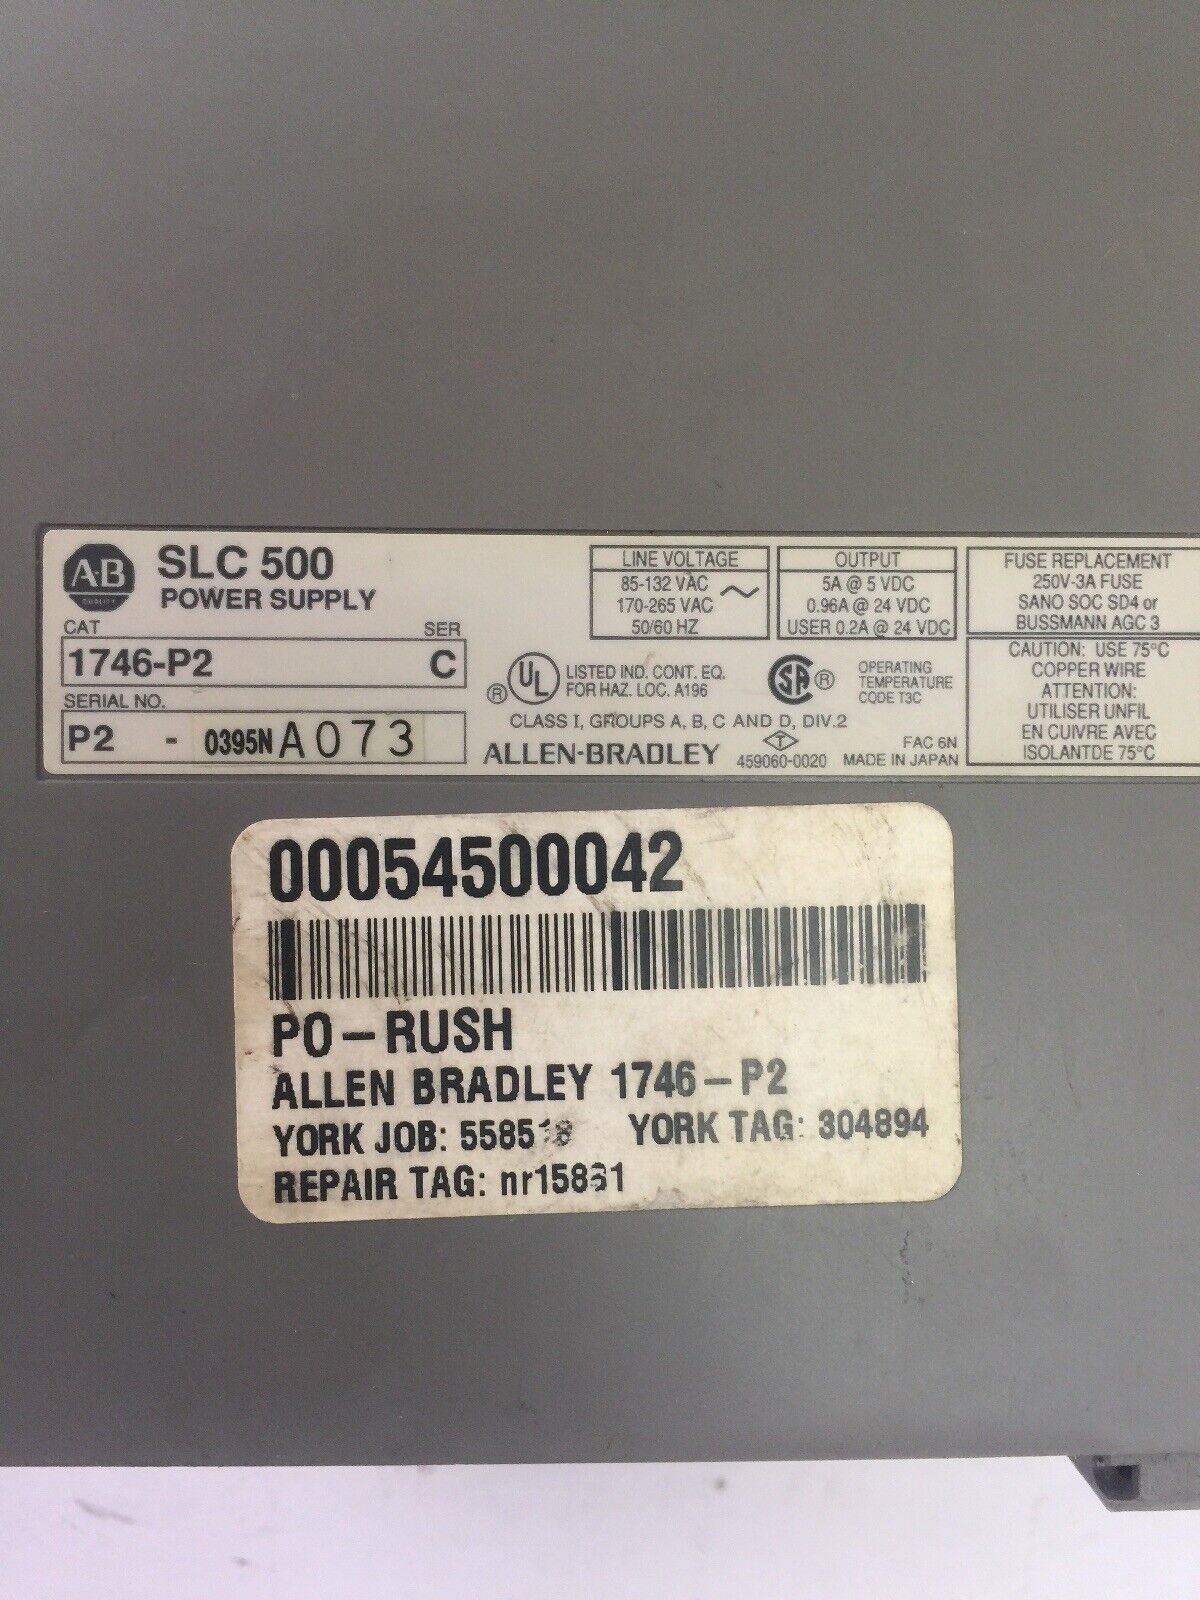 A·B
SLC 500
POWER SUPPLY
CAT
SER
1746-P2
C
SERIAL NO.
P2 - 0395N A073
LINE VOLTAGE
85-132 VAC
170-265 VAC
50/60 HZ
OUTPUT
5A @ 5 VDC
0.96A @ 24 VDC
USER 0.2A @ 24 VDC
FUSE REPLACEMENT
250V-3A FUSE
SANO SOC SD4 or
BUSSMANN AGC 3
CAUTION: USE 75°C
COPPER WIRE
ATTENTION:
UTILISER UNFIL
EN CUIVRE AVEC
ISOLANTDE 75°C
UL ®
LISTED IND. CONT. EQ.
FOR HAZ. LOC. A196
SA ®
OPERATING
TEMPERATURE
CODE T3C
CLASS I, GROUPS A, B, C AND D, DIV.2
ALLEN-BRADLEY
T
459060-0020
FAC 6N
MADE IN JAPAN
00054500042
PO-RUSH
ALLEN BRADLEY 1746-P2
YORK JOB: YORK TAG: 304894
REPAIR TAG: